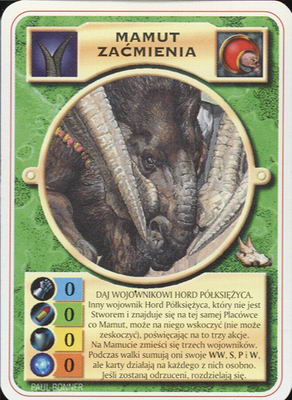 MAMUT
ZAĆMIENIA
0
0
0
0
DAJ WOJOWNIKOWI HORD PÓŁKSIĘŻYCA.
Inny wojownik Hord Półksiężyca, który nie jest
Stworem i znajduje się na tej samej Placówce
co Mamut, może na niego wskoczyć (nie może
zeskoczyć), poświęcając na to trzy akcje.
Na Mamucie zmieści się trzech wojowników.
Podczas walki sumują oni swoje WW, S, P i W,
ale karty działają na każdego z nich osobno.
Jeśli zostaną odrzuceni, rozdzielają się.
PAUL BONNER